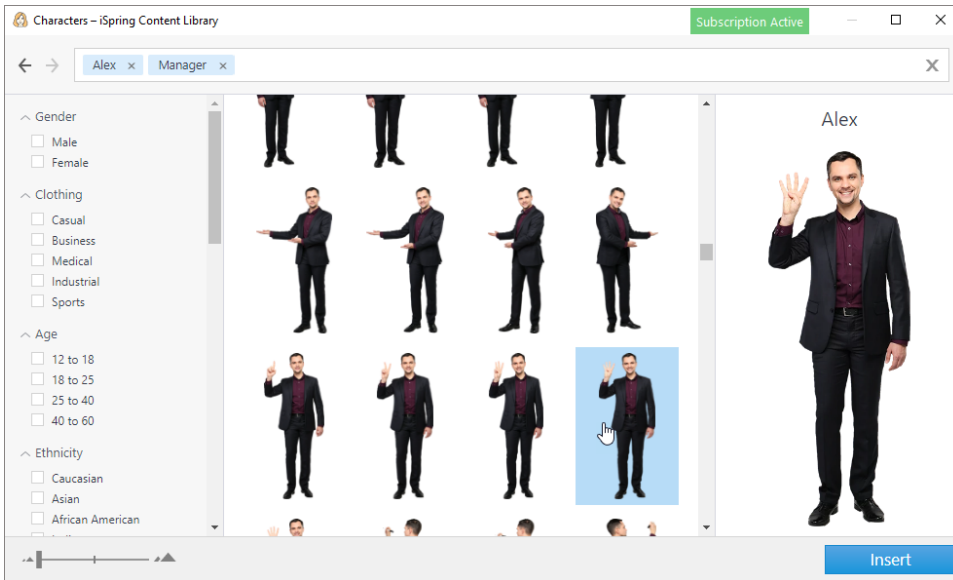 Characters – iSpring Content Library
Subscription Active
Alex
Manager
Gender
Male
Female
Clothing
Casual
Business
Medical
Industrial
Sports
Age
12 to 18
18 to 25
25 to 40
40 to 60
Ethnicity
Caucasian
Asian
African American
Alex
Insert